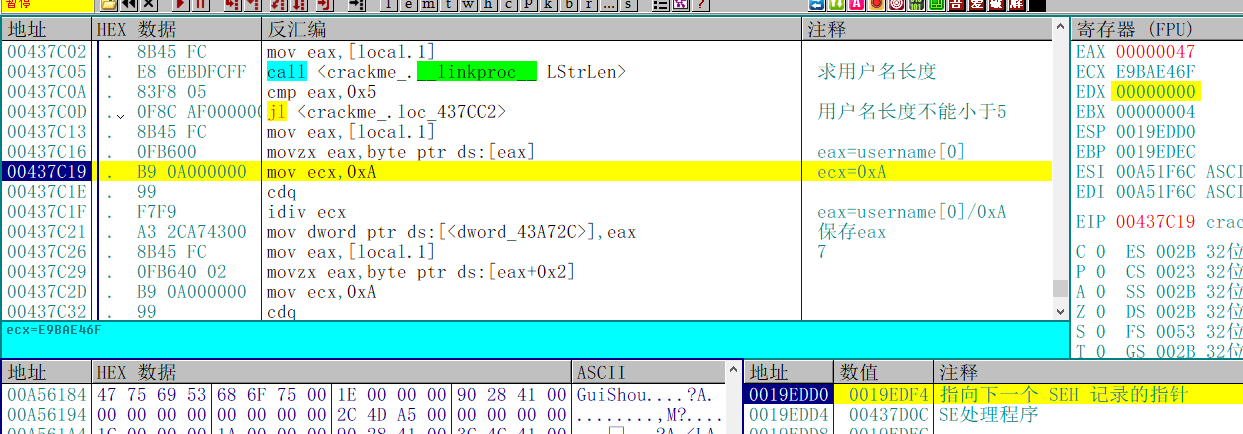 暂停
l e m t w h c p k b r ... s ?
吾 爱 破 解
地址 HEX 数据 反汇编 注释 寄存器 (FPU)
00437C02 . 8B45 FC mov eax,[local.1] EAX 00000047
00437C05 . E8 6EBDFCFF call <crackme_.__linkproc__ LStrLen> 求用户名长度 ECX E9BAE46F
00437C0A . 83F8 05 cmp eax,0x5 EDX 00000000
00437C0D . 0F8C AF000000 jl <crackme_.loc_437CC2> 用户名长度不能小于5 EBX 00000004
00437C13 . 8B45 FC mov eax,[local.1] ESP 0019EDD0
00437C16 . 0FB600 movzx eax,byte ptr ds:[eax] eax=username[0] EBP 0019EDEC
00437C19 . B9 0A000000 mov ecx,0xA ecx=0xA ESI 00A51F6C ASCI
00437C1E . 99 cdq EDI 00A51F6C ASCI
00437C1F . F7F9 idiv ecx eax=username[0]/0xA
00437C21 . A3 2CA74300 mov dword ptr ds:[<dword_43A72C>],eax 保存eax EIP 00437C19 crac
00437C26 . 8B45 FC mov eax,[local.1] 7
00437C29 . 0FB640 02 movzx eax,byte ptr ds:[eax+0x2] C 0 ES 002B 32位
00437C2D . B9 0A000000 mov ecx,0xA P 0 CS 0023 32位
00437C32 . 99 cdq A 0 SS 002B 32位
Z 0 DS 002B 32位
ecx=E9BAE46F S 0 FS 0053 32位
T 0 GS 002B 32位
地址 HEX 数据 ASCII 地址 数值 注释
00A56184 47 75 69 53 68 6F 75 00 1E 00 00 00 90 28 41 00 GuiShou....?A. 0019EDD0 0019EDF4 指向下一个 SEH 记录的指针
00A56194 00 00 00 00 00 00 00 00 2C 4D A5 00 00 00 00 00 ........,M?.... 0019EDD4 00437D0C SE处理程序